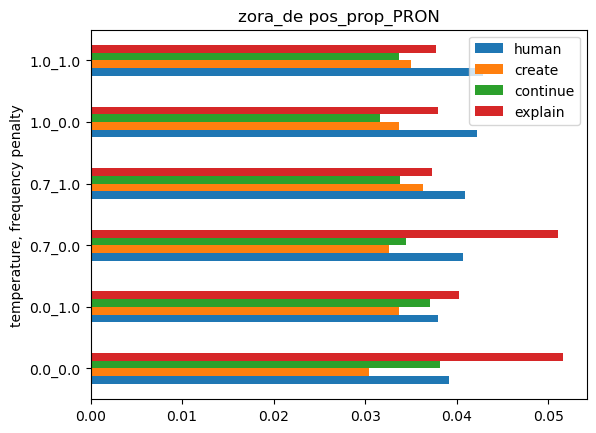 zora_de pos_prop_PRON
human
create
continue
explain
temperature, frequency penalty
1.0_1.0
1.0_0.0
0.7_1.0
0.7_0.0
0.0_1.0
0.0_0.0
0.00 0.01 0.02 0.03 0.04 0.05